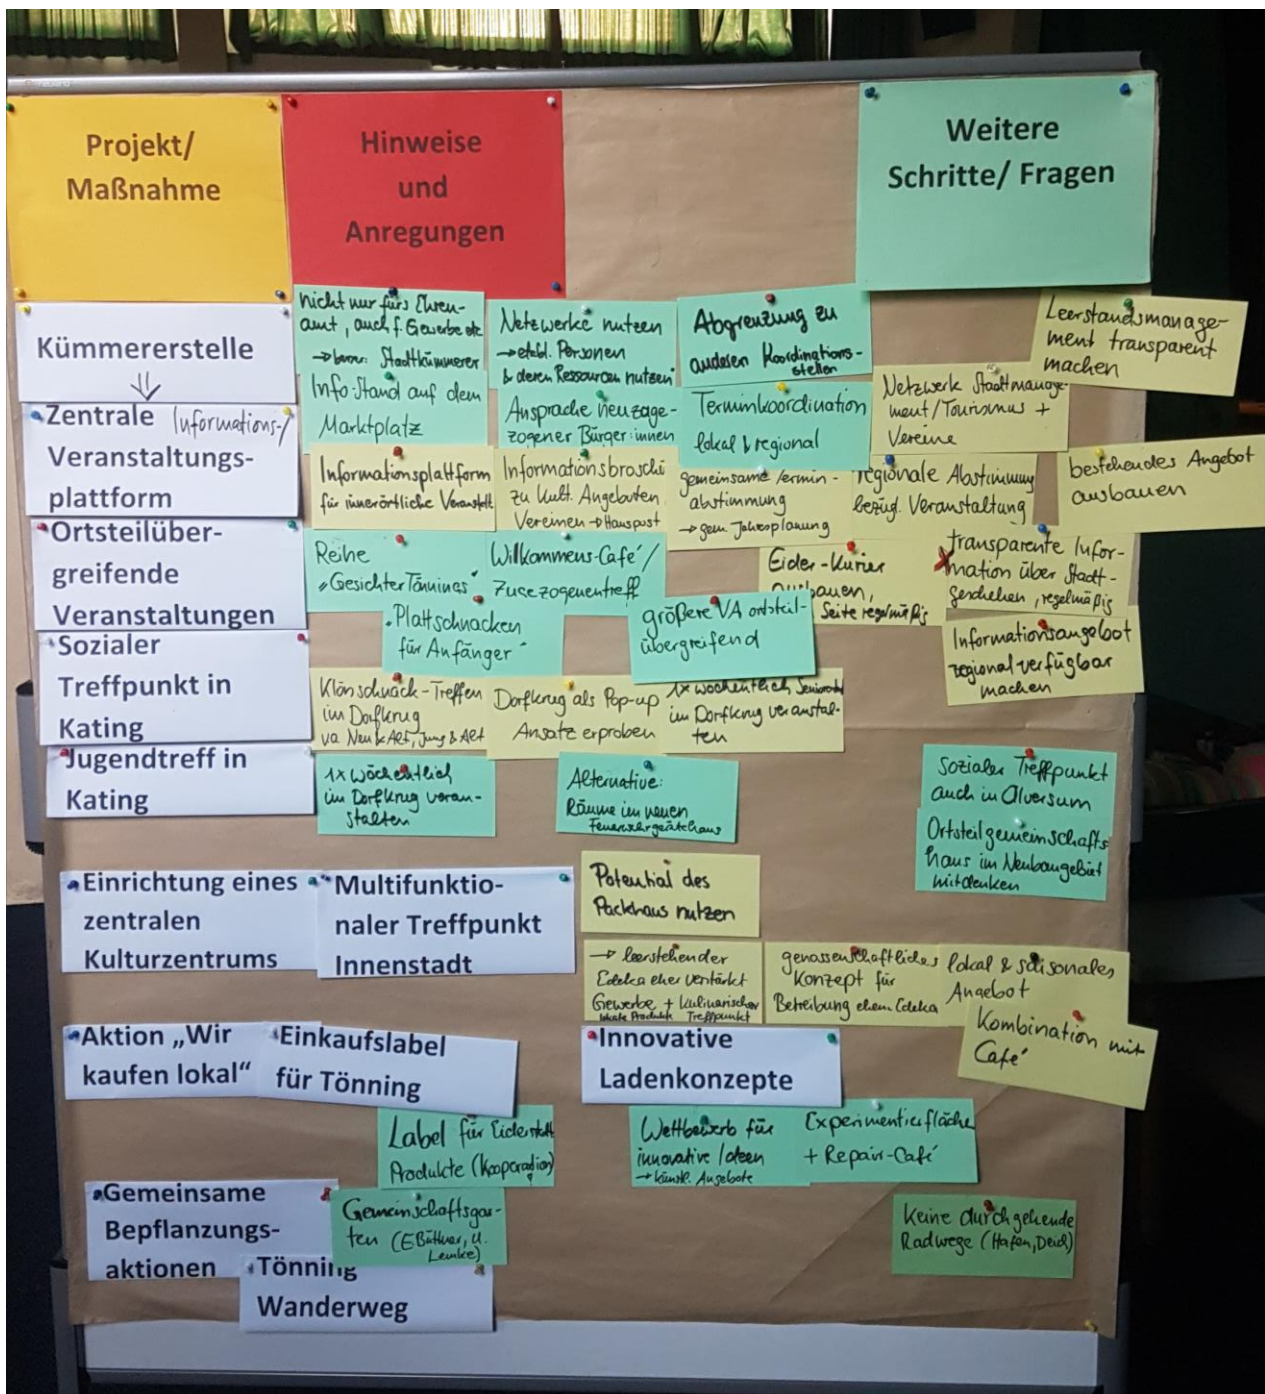 Projekt/
Maßnahme
Hinweise
und
Anregungen
Weitere
Schritte/ Fragen
Kümmererstelle
nicht nur fürs Ehren-
amt, auch f. Gewerbe etc
Stadtkümmerer
Netzwerke nutzen
→ etabl. Personen
& deren Ressourcen nutzen
Abgrenzung zu
anderen Koordinations-
stellen
Leerstandsmanage-
ment transparent
machen
Zentrale Informations-/
Veranstaltungs-
plattform
Info-Stand auf dem
Marktplatz
Ansprache neuzuge-
zogener Bürger:innen
Terminkoordination
lokal & regional
Netzwerk Stadtmanage-
ment/Tourismus +
Vereine
Informationsplattform
für innerörtliche Veranstalt
Informationsbroschü
zu kult. Angeboten
Vereinen → Hauspost
gemeinsame Termin-
abstimmung
→ gem. Jahresplanung
regionale Abstimmung
bezügl. Veranstaltung
bestehendes Angebot
ausbauen
Ortsteilüber-
greifende
Veranstaltungen
Reihe
"Gesichter Tönnings"
Willkommens-Café/
Zugezogenentreff
Eider-Kurier
ausbauen,
Seite regelmäßig
transparente Infor-
mation über Stadt-
geschehen, regelmäßig
"Plattschnacken
für Anfänger"
größere VA ortsteil-
übergreifend
Informationsangebot
regional verfügbar
machen
Sozialer
Treffpunkt in
Kating
Klönschnack-Treffen
im Dorfkrug
va Neu & Alt, Jung & Alt
Dorfkrug als Pop-up
Ansatz erproben
1x wöchentlich
im Dorfkrug veranstal-
ten
Jugendtreff in
Kating
1x wöchentlich
im Dorfkrug veran-
stalten
Alternative:
Räume im neuen
Feuerwehrgerätehaus
Sozialer Treffpunkt
auch in Olversum
Ortsteilgemeinschafts
haus im Neubaugebiet
mitdenken
Einrichtung eines
zentralen
Kulturzentrums
Multifunktio-
naler Treffpunkt
Innenstadt
Potential des
Packhaus nutzen
→ leerstehender
Edeka eher verstärkt
Gewerbe + kulinarischer
lokale Produkte Treffpunkt
genossenschaftliches
Konzept für
Betreibung ehem. Edeka
lokal & saisonales
Angebot
Kombination mit
Café
Aktion „Wir
kaufen lokal“
Einkaufslabel
für Tönning
Innovative
Ladenkonzepte
Label für Eiderstedt
Produkte (Kooperation)
Wettbewerb für
innovative Ideen
→ künstl. Angebote
Experimentierfläche
+ Repair-Café
Gemeinsame
Bepflanzungs-
aktionen
Gemeinschaftsgar-
ten (E Büttner, U.
Lemke)
Keine durchgehende
Radwege (Hafen, Deich)
Tönning
Wanderweg